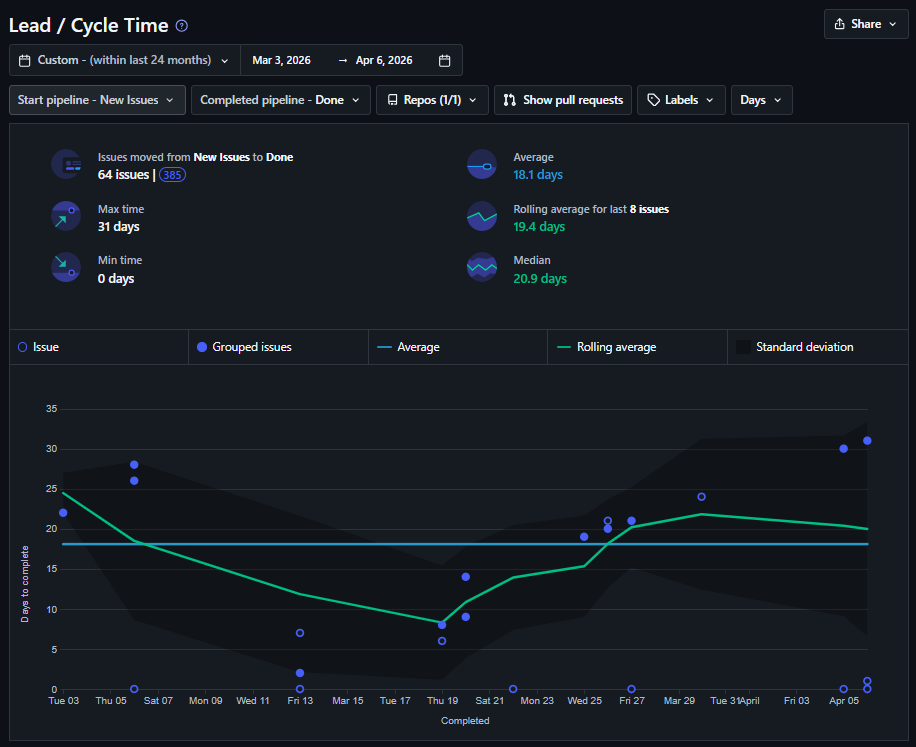 Lead / Cycle Time ?
Share
Custom - (within last 24 months) Mar 3, 2026 → Apr 6, 2026
Start pipeline - New Issues Completed pipeline - Done Repos (1/1) Show pull requests Labels Days
Issues moved from New Issues to Done
64 issues | 385
Average
18.1 days
Max time
31 days
Rolling average for last 8 issues
19.4 days
Min time
0 days
Median
20.9 days
Issue Grouped issues Average Rolling average Standard deviation
35
30
25
20
15
10
5
0
Days to complete
Tue 03 Thu 05 Sat 07 Mon 09 Wed 11 Fri 13 Mar 15 Tue 17 Thu 19 Sat 21 Mon 23 Wed 25 Fri 27 Mar 29 Tue 31 April Fri 03 Apr 05
Completed